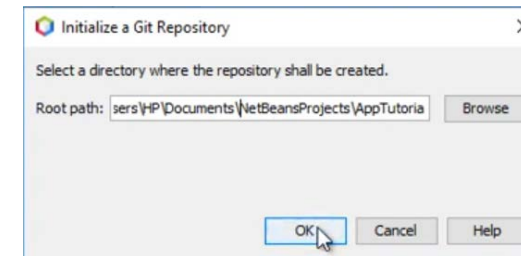 Initialize a Git Repository
Select a directory where the repository shall be created.
Root path: sers\HP\Documents\NetBeansProjects\AppTutoria Browse
OK Cancel Help